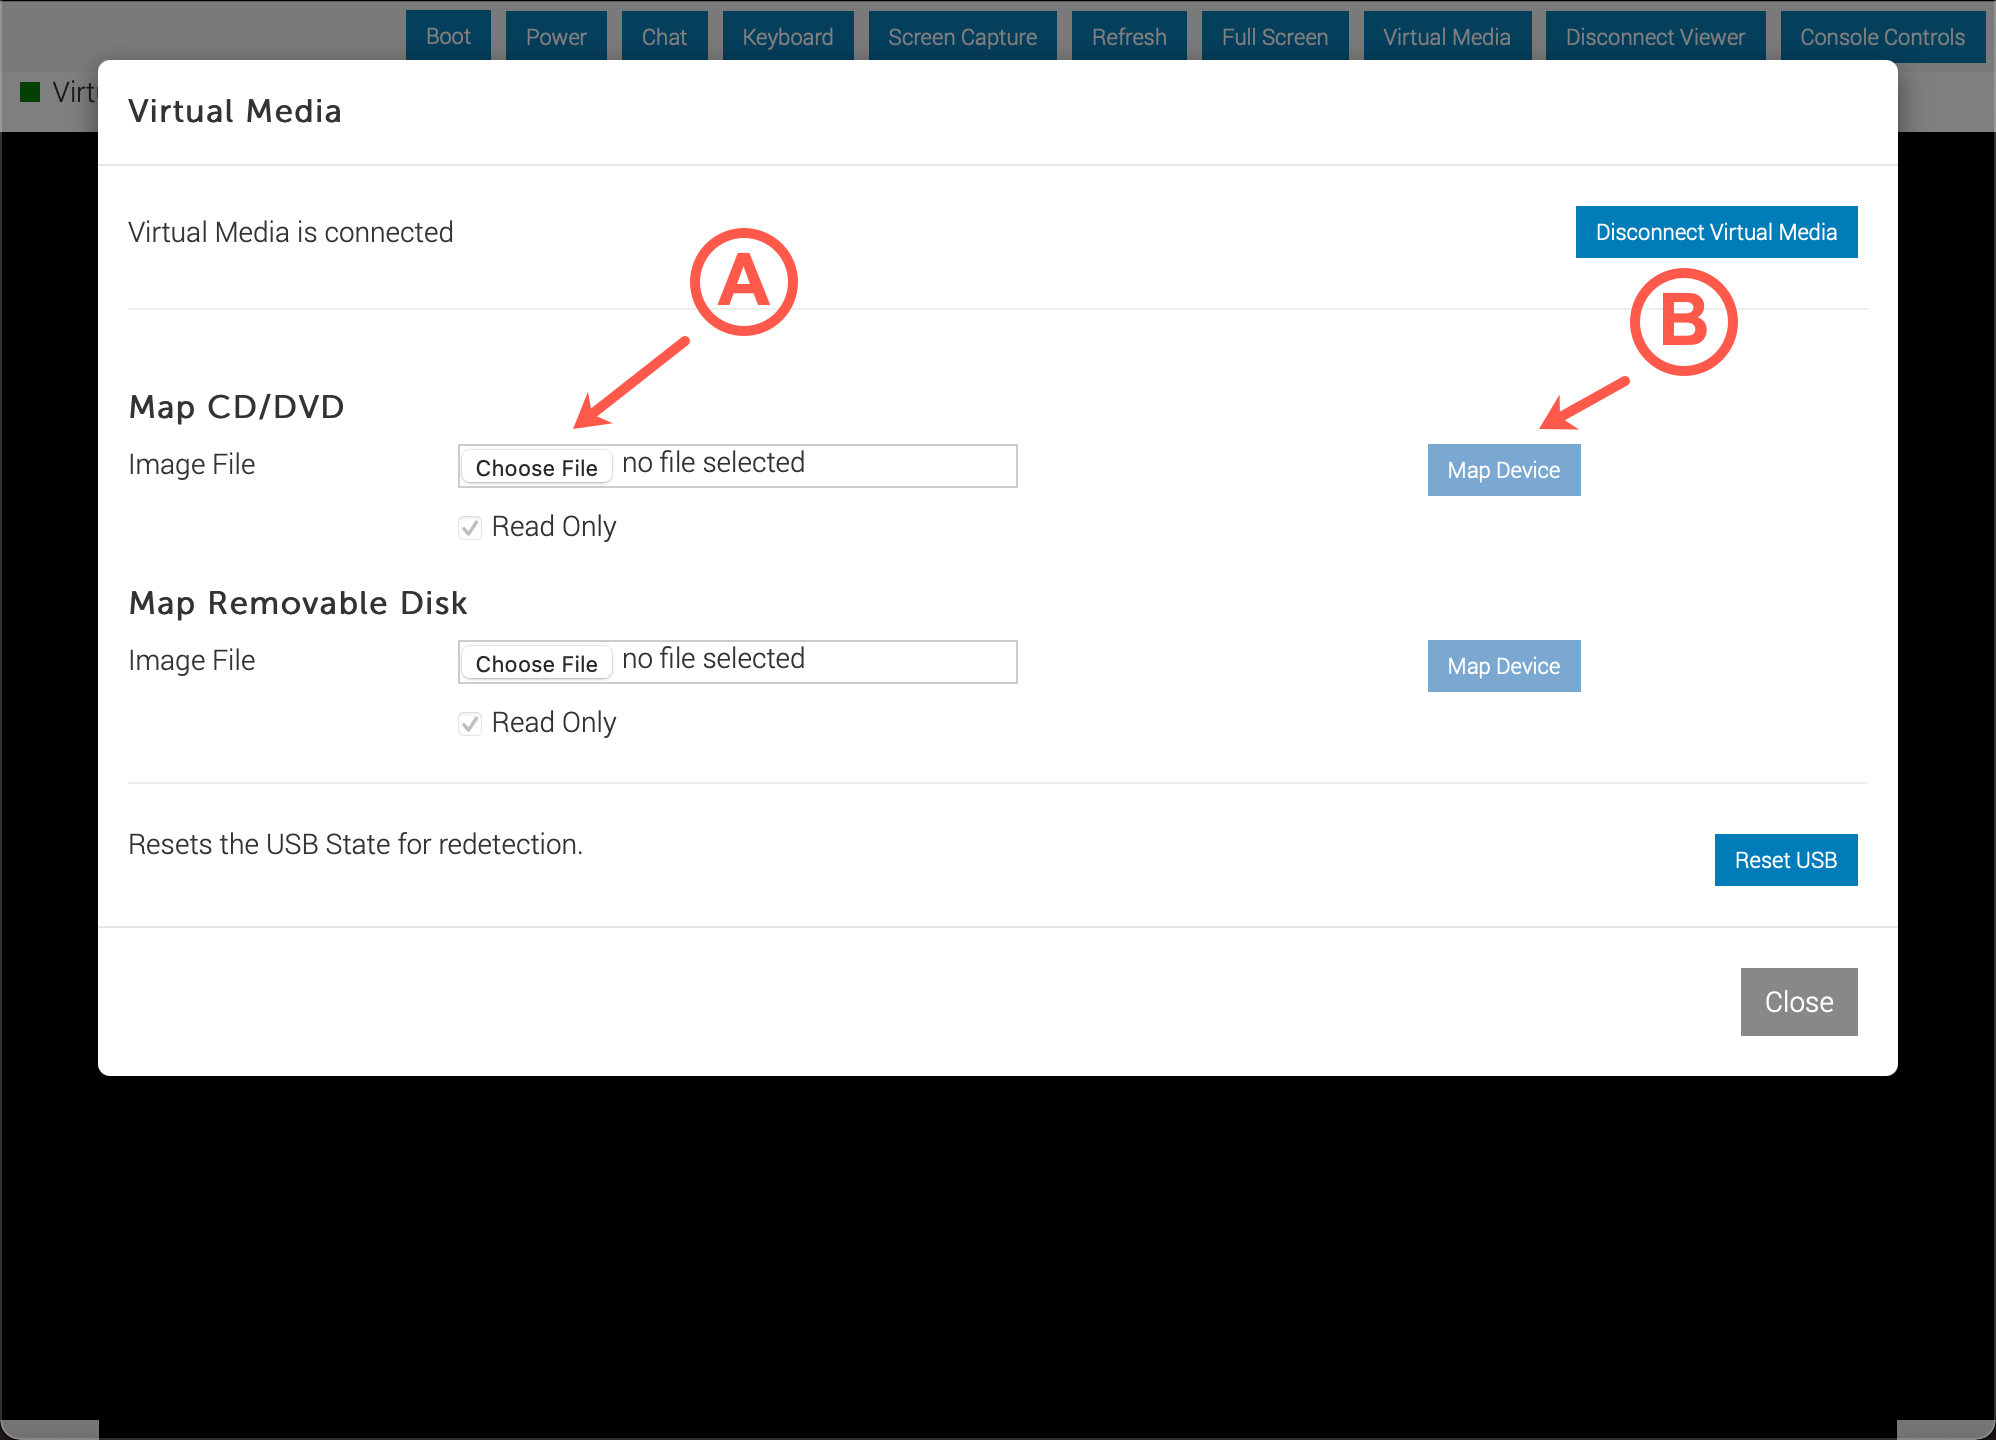 Boot Power Chat Keyboard Screen Capture Refresh Full Screen Virtual Media Disconnect Viewer Console Controls
Virt
Virtual Media
Virtual Media is connected
Disconnect Virtual Media
A
B
Map CD/DVD
Image File
Choose File no file selected
Map Device
Read Only
Map Removable Disk
Image File
Choose File no file selected
Map Device
Read Only
Resets the USB State for redetection.
Reset USB
Close